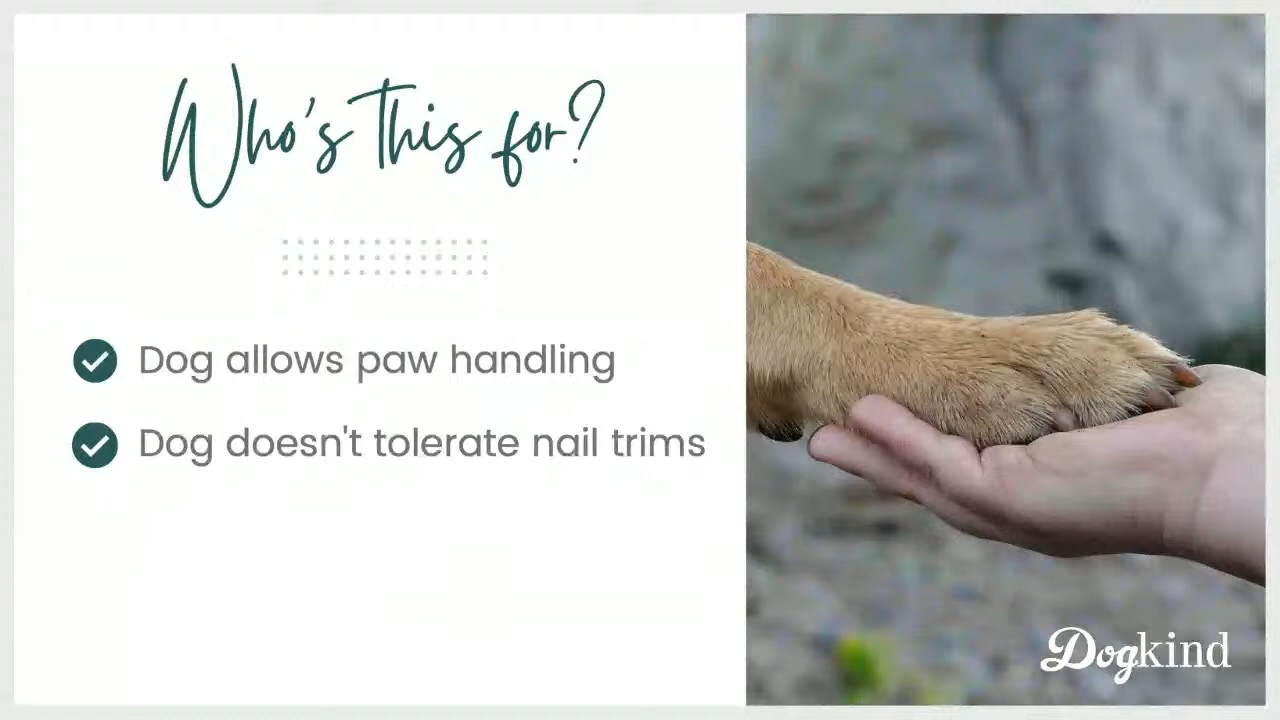 Who's this for?
Dog allows paw handling
Dog doesn't tolerate nail trims
Dogkind